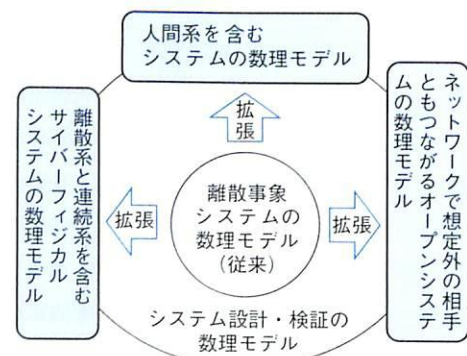 人間系を含む
システムの数理モデル
拡張
離散系と連続系を含む
サイバーフィジカル
システムの数理モデル
拡張
離散事象
システムの
数理モデル
(従来)
拡張
ネットワークで想定外の相手
ともつながるオープンシステ
ムの数理モデル
システム設計・検証の
数理モデル